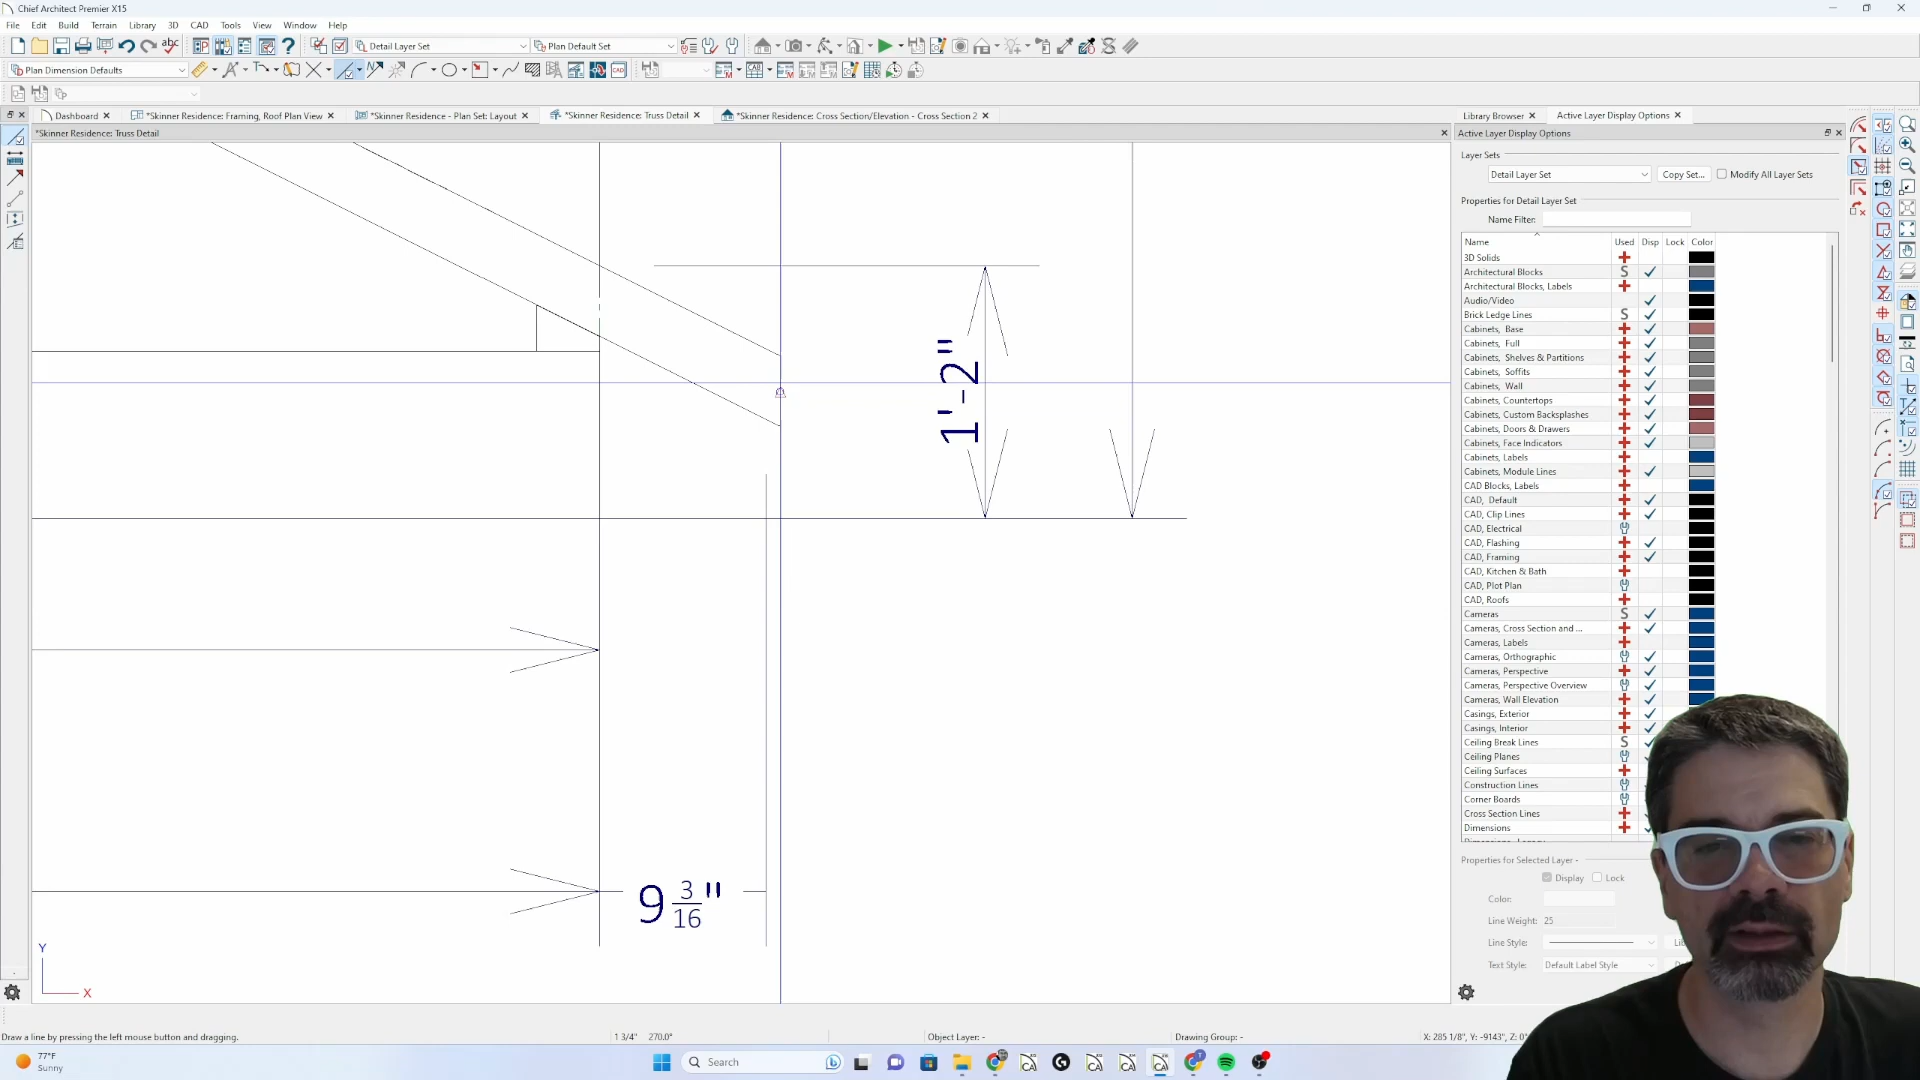 Chief Architect Premier X15
File Edit Build Terrain Library 3D CAD Tools View Window Help
abc Detail Layer Set Plan Default Set
Plan Dimension Defaults CAD
Dashboard *Skinner Residence: Framing, Roof Plan View *Skinner Residence - Plan Set: Layout *Skinner Residence: Truss Detail *Skinner Residence: Cross Section/Elevation - Cross Section 2 Library Browser Active Layer Display Options
*Skinner Residence: Truss Detail
Active Layer Display Options
Layer Sets
Detail Layer Set Copy Set... Modify All Layer Sets
Properties for Detail Layer Set
Name Filter:
Name Used Disp Lock Color
3D Solids
Architectural Blocks S
Architectural Blocks, Labels
Audio/Video
Brick Ledge Lines S
Cabinets, Base
Cabinets, Full
Cabinets, Shelves & Partitions
Cabinets, Soffits
Cabinets, Wall
Cabinets, Countertops
Cabinets, Custom Backsplashes
Cabinets, Doors & Drawers
Cabinets, Face Indicators
Cabinets, Labels
Cabinets, Module Lines
CAD Blocks, Labels
CAD, Default
CAD, Clip Lines
CAD, Electrical
CAD, Flashing
CAD, Framing
CAD, Kitchen & Bath
CAD, Plot Plan
CAD, Roofs
Cameras S
Cameras, Cross Section and ...
Cameras, Labels
Cameras, Orthographic
Cameras, Perspective
Cameras, Perspective Overview
Cameras, Wall Elevation
Casings, Exterior
Casings, Interior
Ceiling Break Lines S
Ceiling Planes
Ceiling Surfaces
Construction Lines
Corner Boards
Cross Section Lines
Dimensions
1'-2"
9 3/16"
Y
X
Properties for Selected Layer -
Display Lock
Color:
Line Weight: 25
Line Style:
Text Style: Default Label Style
Draw a line by pressing the left mouse button and dragging. 1 3/4" 270.0° Object Layer: - Drawing Group: - X: 285 1/8", Y: -9143", Z: 0"
77°F
Sunny
Search
CA CA CA CA